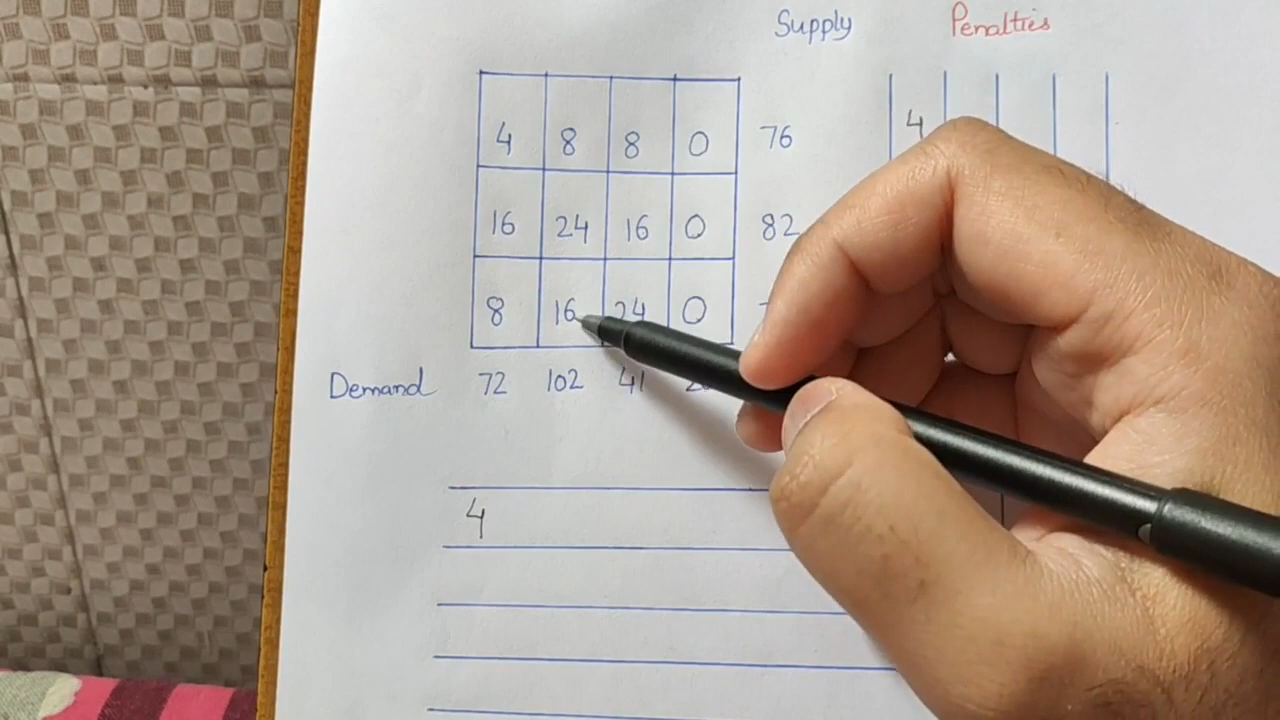 Supply Penalties
4 8 8 0 76 4
16 24 16 0 82
8 16 24 0
Demand 72 102 41
4